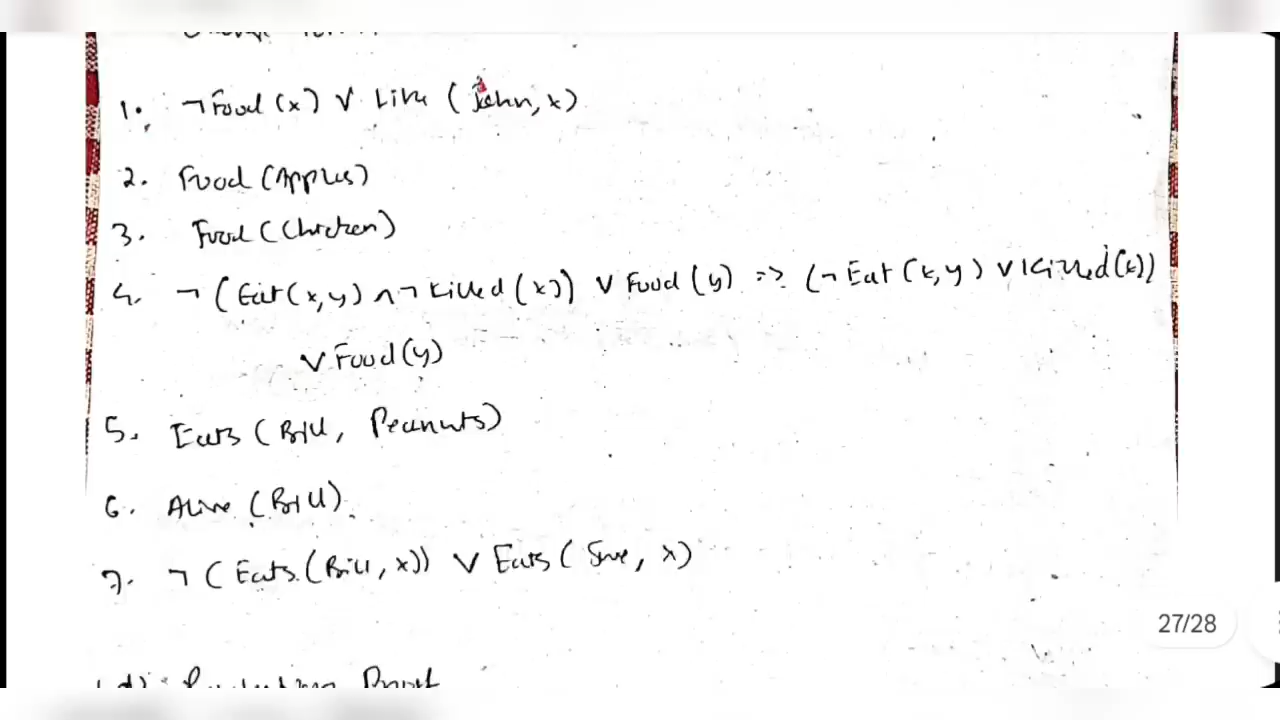 1. ¬Food(x) ∨ Like (John, x)
2. Food (Apples)
3. Food (Chicken)
4. ¬ (Eat(x,y) ∧ ¬ Killed (x)) ∨ Food (y) => (¬ Eat (x,y) ∨ Killed (x))
∨ Food(y)
5. Eats (Bill, Peanuts)
6. Alive (Bill).
7. ¬ ( Eats (Bill, x)) ∨ Eats ( Sue, x)
27/28
Proof